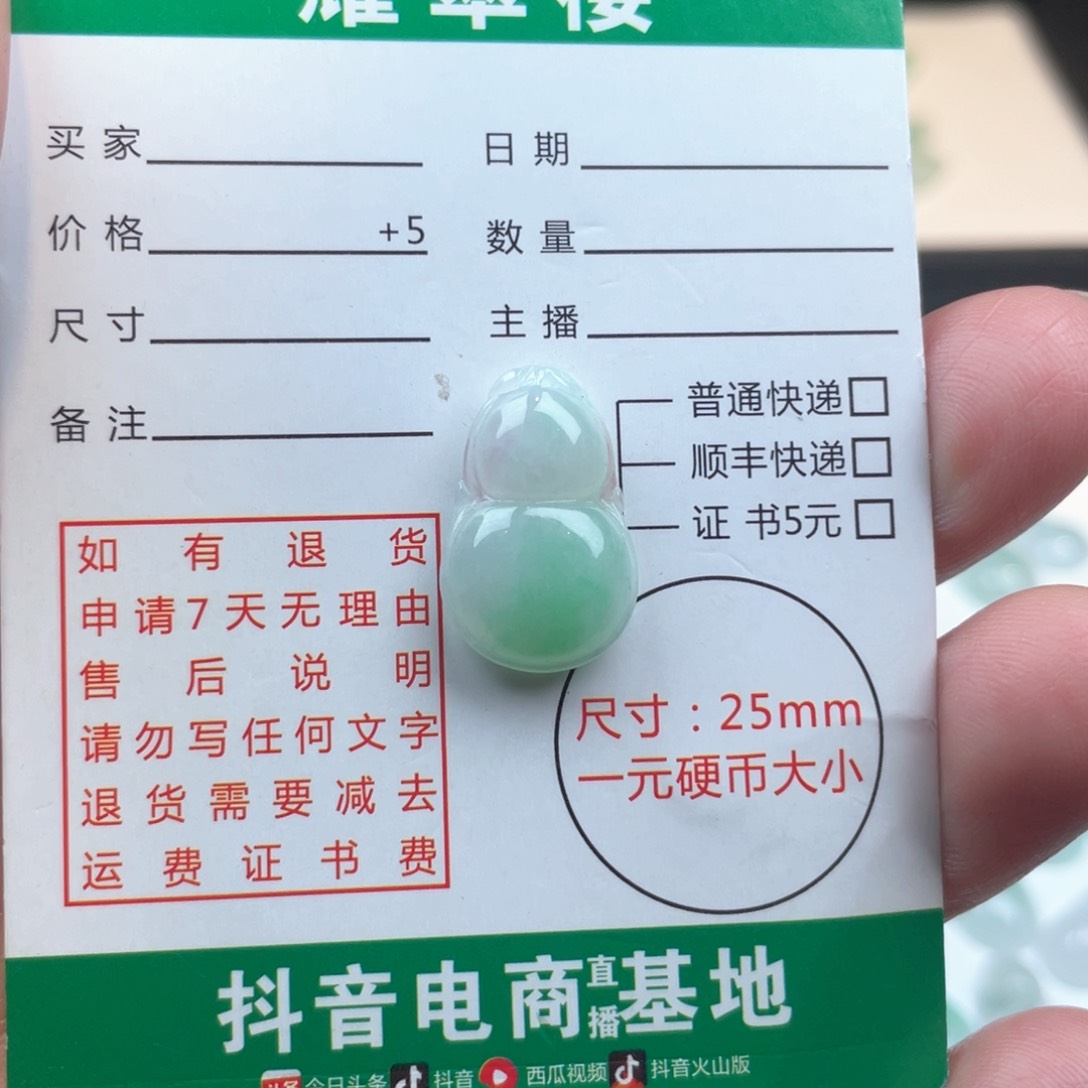 买家
日期
价格 +5
数量
尺寸
主播
备注
普通快递
顺丰快递
证书5元
如有退货
申请7天无理由
售后说明
请勿写任何文字
退货需要减去
运费证书费
尺寸：25mm
一元硬币大小
抖音电商直播基地
今日头条 抖音 西瓜视频 抖音火山版